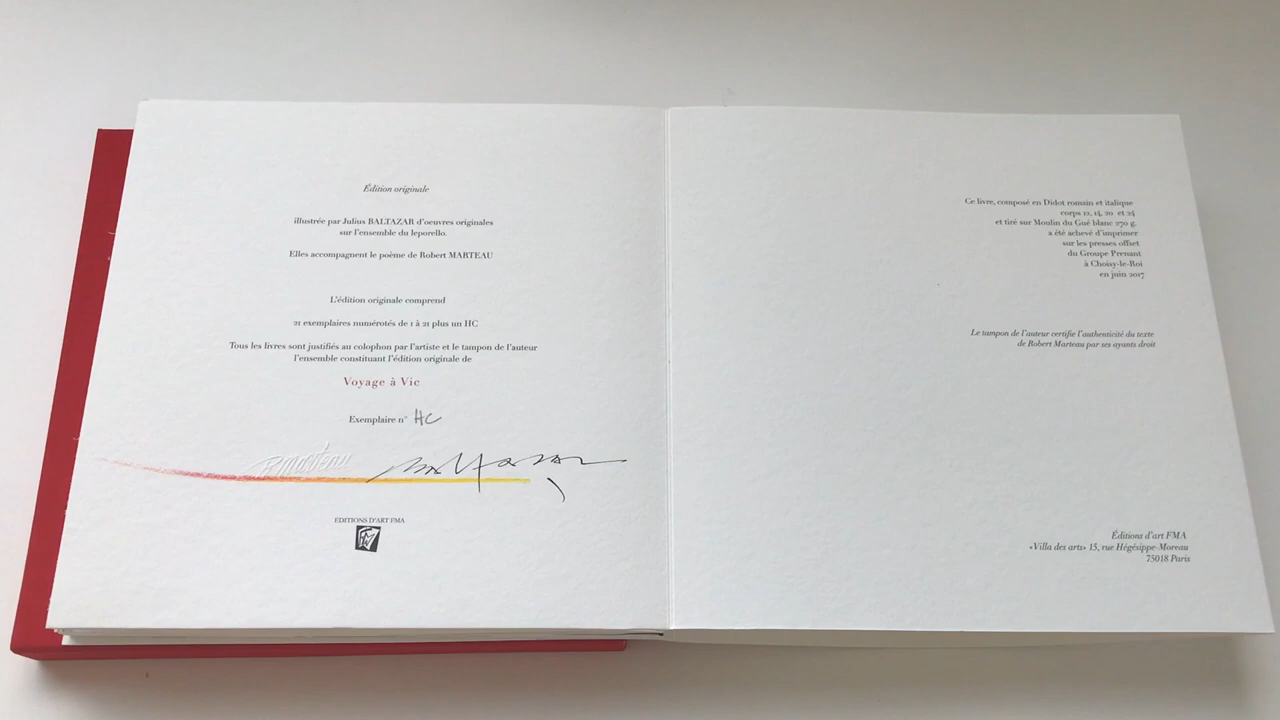 Édition originale
illustrée par Julius BALTAZAR d'oeuvres originales
sur l'ensemble du leporello.
Elles accompagnent le poème de Robert MARTEAU
L'édition originale comprend
21 exemplaires numérotés de 1 à 21 plus un HC
Tous les livres sont justifiés au colophon par l'artiste et le tampon de l'auteur
l'ensemble constituant l'édition originale de
Voyage à Vic
Exemplaire n° HC
RMarteau Baltazar
EDITIONS D'ART FMA
Ce livre, composé en Didot romain et italique
corps 12, 14, 20 et 24
et tiré sur Moulin du Gué blanc 270 g.
a été achevé d'imprimer
sur les presses offset
du Groupe Prenant
à Choisy-le-Roi
en juin 2017
Le tampon de l'auteur certifie l'authenticité du texte
de Robert Marteau par ses ayants droit
Éditions d'art FMA
«Villa des arts» 15, rue Hégésippe-Moreau
75018 Paris